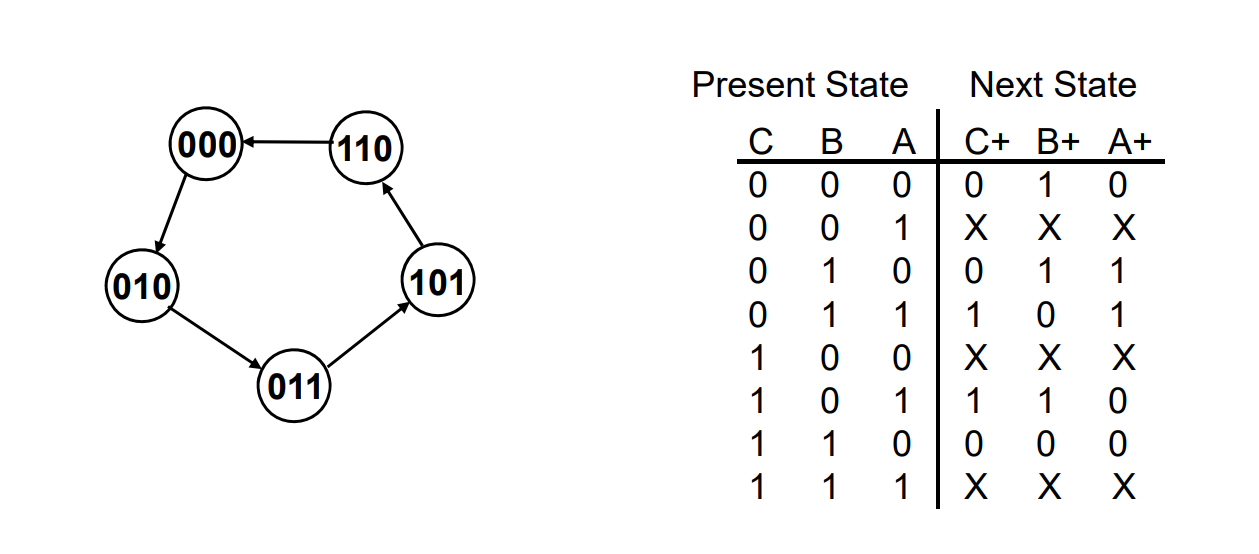 000
110
010
101
011
Present State Next State
C B A C+ B+ A+
0 0 0 0 1 0
0 0 1 X X X
0 1 0 0 1 1
0 1 1 1 0 1
1 0 0 X X X
1 0 1 1 1 0
1 1 0 0 0 0
1 1 1 X X X